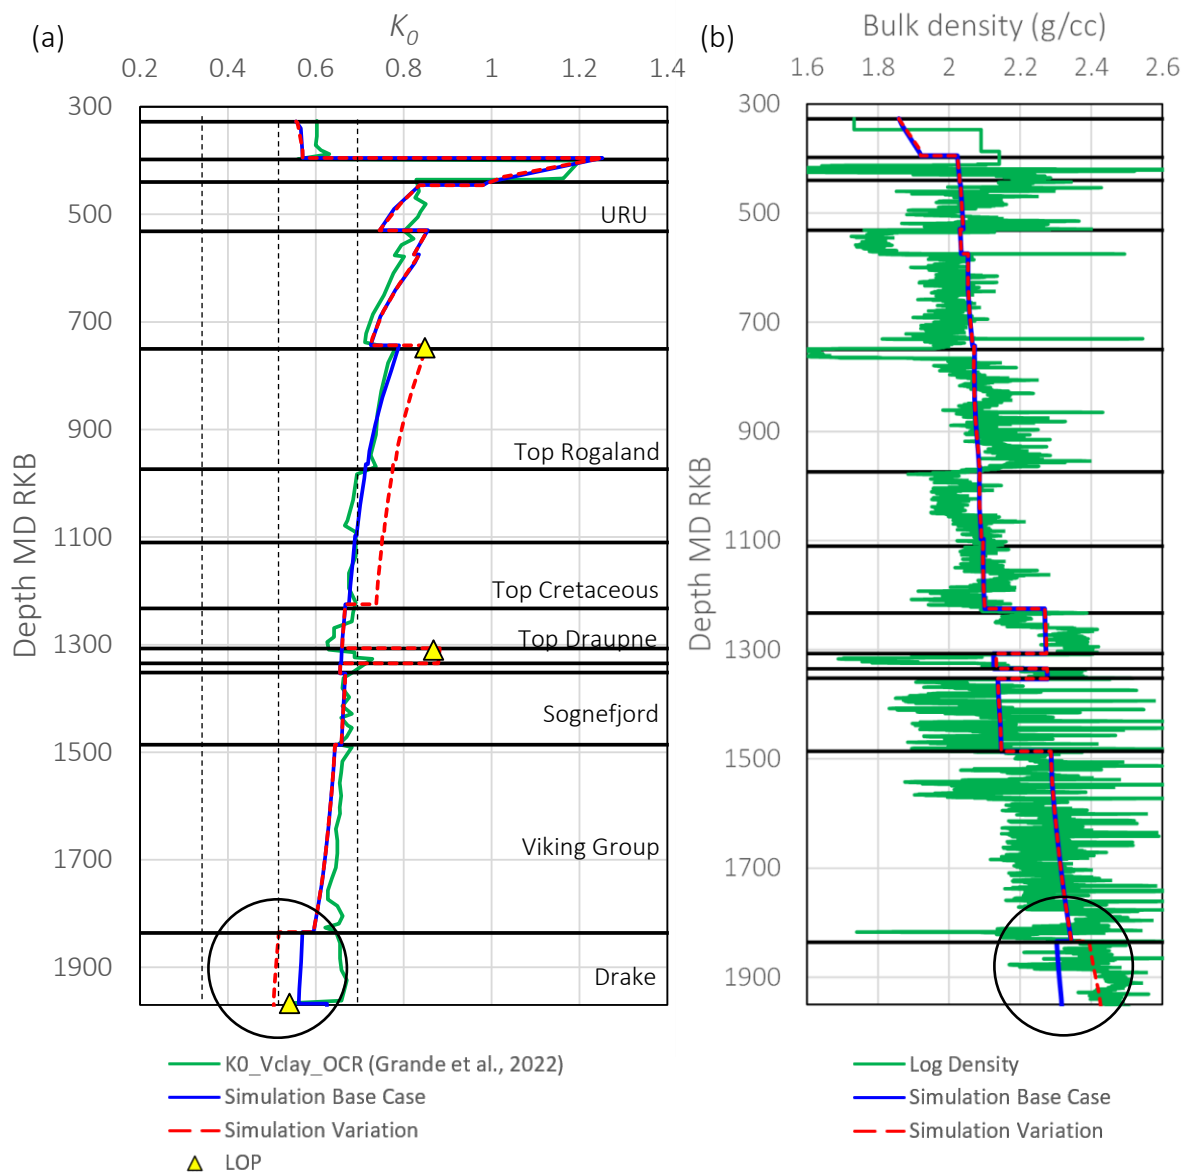 (a)
K0
0.2 0.4 0.6 0.8 1 1.2 1.4
Depth MD RKB
300
500
700
900
1100
1300
1500
1700
1900
URU
Top Rogaland
Top Cretaceous
Top Draupne
Sognefjord
Viking Group
Drake
K0_Vclay_OCR (Grande et al., 2022)
Simulation Base Case
Simulation Variation
LOP
(b)
Bulk density (g/cc)
1.6 1.8 2 2.2 2.4 2.6
Depth MD RKB
300
500
700
900
1100
1300
1500
1700
1900
Log Density
Simulation Base Case
Simulation Variation